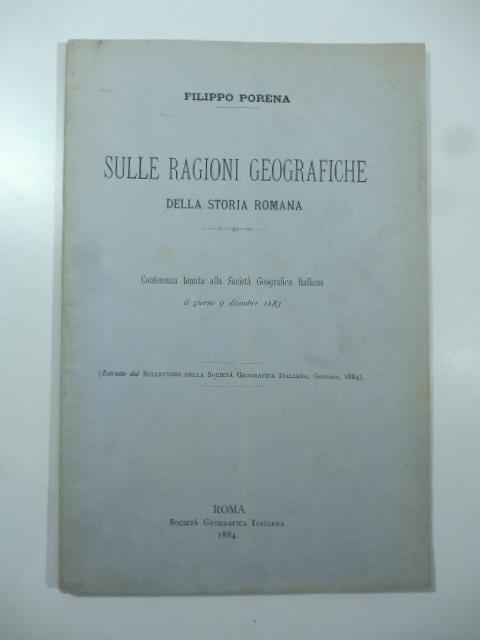 FILIPPO PORENA
SULLE RAGIONI GEOGRAFICHE
DELLA STORIA ROMANA
Conferenza tenuta alla Società Geografica Italiana
il giorno 9 dicembre 1883
(Estratto dal BOLLETTINO DELLA SOCIETÀ GEOGRAFICA ITALIANA, Gennaio, 1884).
ROMA
SOCIETÀ GEOGRAFICA ITALIANA
1884.